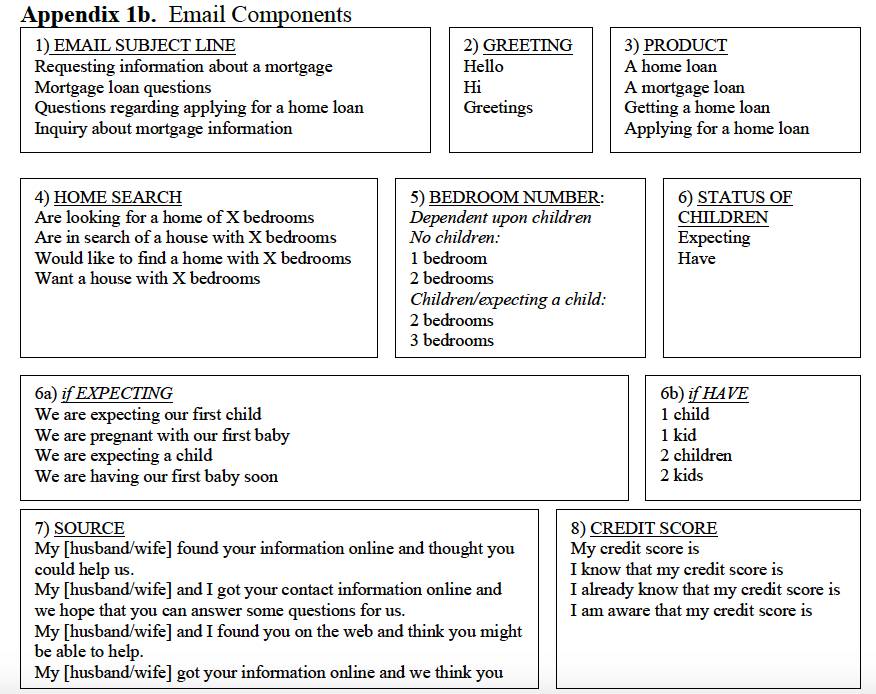 Appendix 1b. Email Components
1) EMAIL SUBJECT LINE
Requesting information about a mortgage
Mortgage loan questions
Questions regarding applying for a home loan
Inquiry about mortgage information
2) GREETING
Hello
Hi
Greetings
3) PRODUCT
A home loan
A mortgage loan
Getting a home loan
Applying for a home loan
4) HOME SEARCH
Are looking for a home of X bedrooms
Are in search of a house with X bedrooms
Would like to find a home with X bedrooms
Want a house with X bedrooms
5) BEDROOM NUMBER:
Dependent upon children
No children:
1 bedroom
2 bedrooms
Children/expecting a child:
2 bedrooms
3 bedrooms
6) STATUS OF
CHILDREN
Expecting
Have
6a) if EXPECTING
We are expecting our first child
We are pregnant with our first baby
We are expecting a child
We are having our first baby soon
6b) if HAVE
1 child
1 kid
2 children
2 kids
7) SOURCE
My [husband/wife] found your information online and thought you
could help us.
My [husband/wife] and I got your contact information online and
we hope that you can answer some questions for us.
My [husband/wife] and I found you on the web and think you might
be able to help.
My [husband/wife] got your information online and we think you
8) CREDIT SCORE
My credit score is
I know that my credit score is
I already know that my credit score is
I am aware that my credit score is